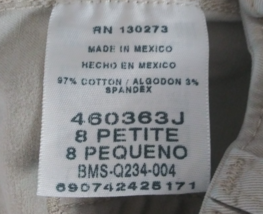 RN 130273
MADE IN MEXICO
HECHO EN MEXICO
97% COTTON / ALGODON 3%
SPANDEX
460363J
8 PETITE
8 PEQUENO
BMS-Q234-004
690742425171